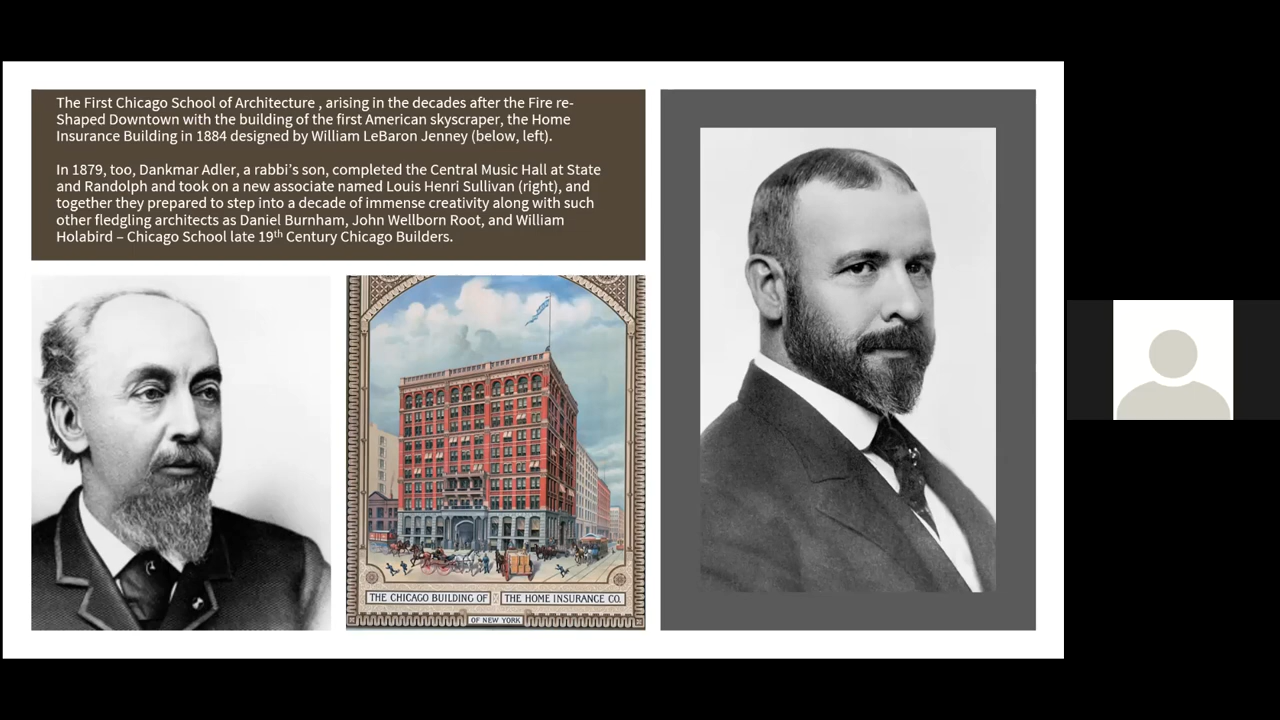 The First Chicago School of Architecture , arising in the decades after the Fire re-
Shaped Downtown with the building of the first American skyscraper, the Home
Insurance Building in 1884 designed by William LeBaron Jenney (below, left).
In 1879, too, Dankmar Adler, a rabbi's son, completed the Central Music Hall at State
and Randolph and took on a new associate named Louis Henri Sullivan (right), and
together they prepared to step into a decade of immense creativity along with such
other fledgling architects as Daniel Burnham, John Wellborn Root, and William
Holabird – Chicago School late 19th Century Chicago Builders.
THE CHICAGO BUILDING OF THE HOME INSURANCE CO.
OF NEW YORK